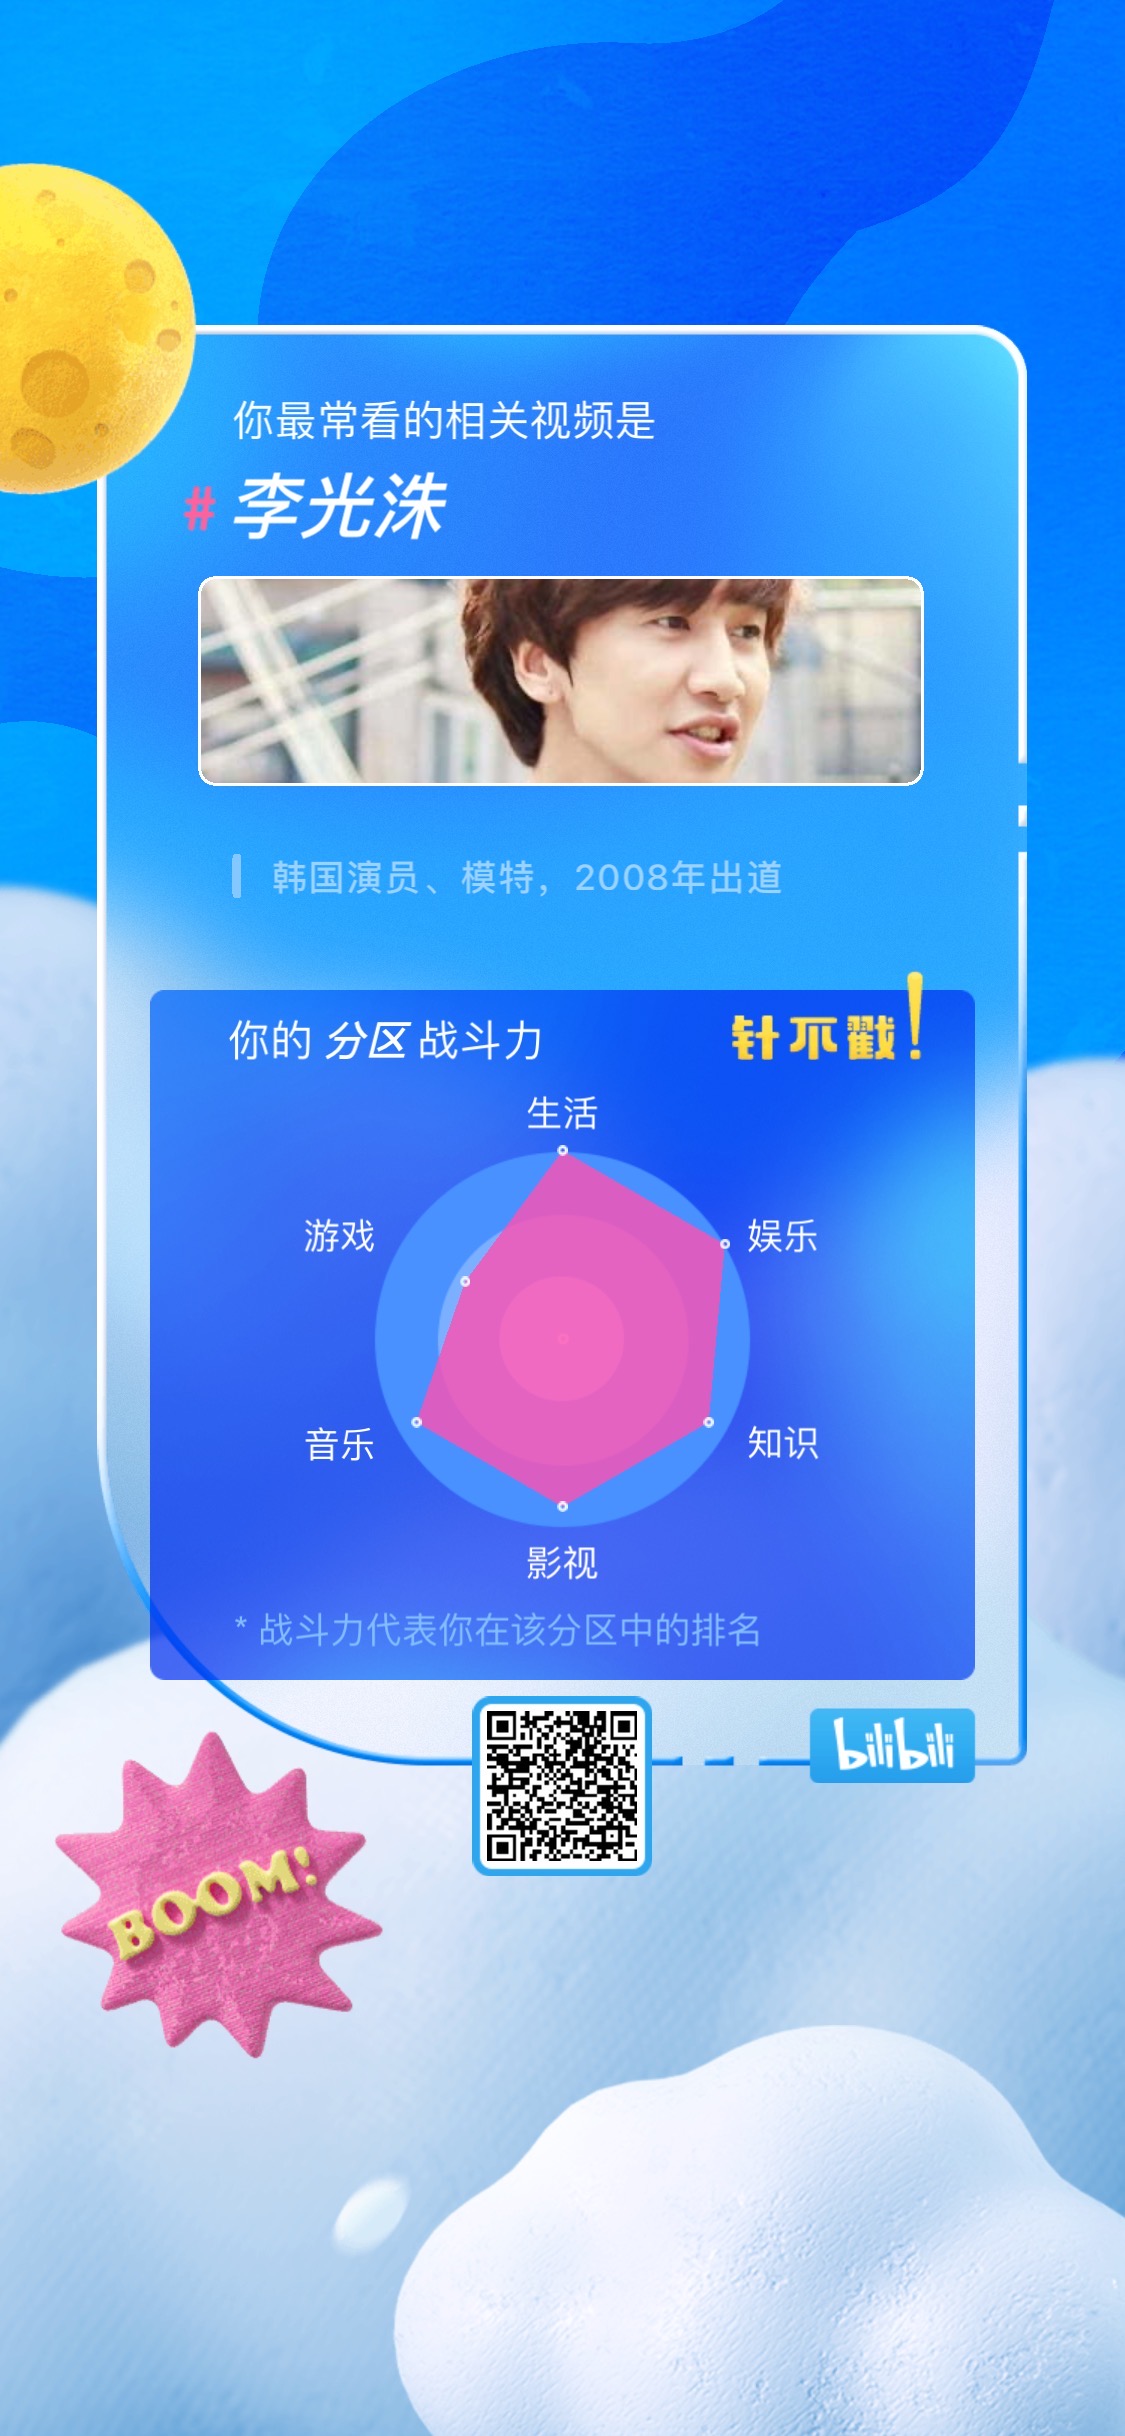 你最常看的相关视频是
#李光洙
韩国演员、模特，2008年出道
你的 分区 战斗力
针不戳!
生活
游戏
娱乐
音乐
知识
影视
* 战斗力代表你在该分区中的排名
bilibili
BOOM!